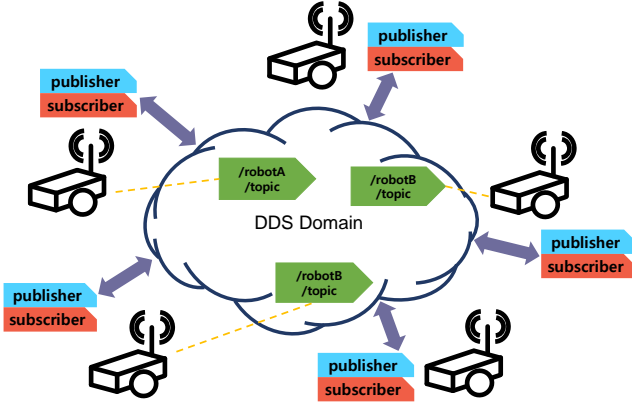 publisher
subscriber
publisher
subscriber
/robotA
/topic
/robotB
/topic
DDS Domain
publisher
subscriber
/robotB
/topic
publisher
subscriber
publisher
subscriber